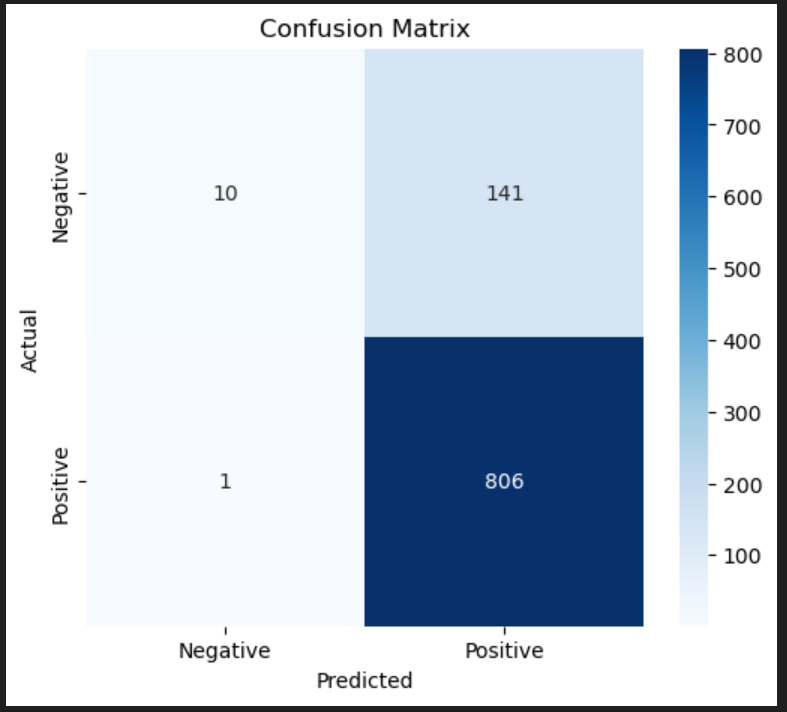 Confusion Matrix
Negative
10
141
Actual
Positive
1
806
Negative
Positive
Predicted
800
700
600
500
400
300
200
100